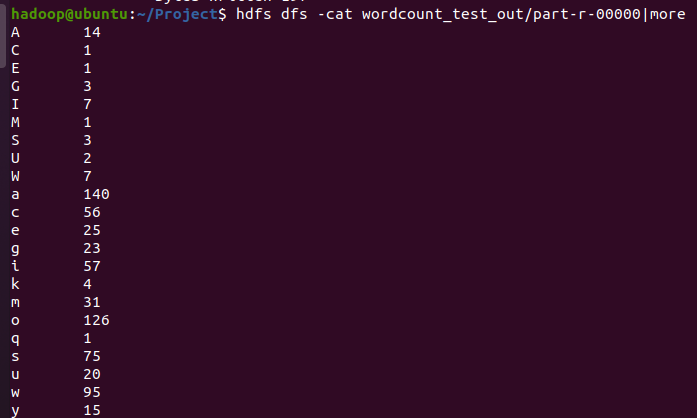 hadoop@ubuntu:~/Project$ hdfs dfs -cat wordcount_test_out/part-r-00000|more
A 14
C 1
E 1
G 3
I 7
M 1
S 3
U 2
W 7
a 140
c 56
e 25
g 23
i 57
k 4
m 31
o 126
q 1
s 75
u 20
w 95
y 15